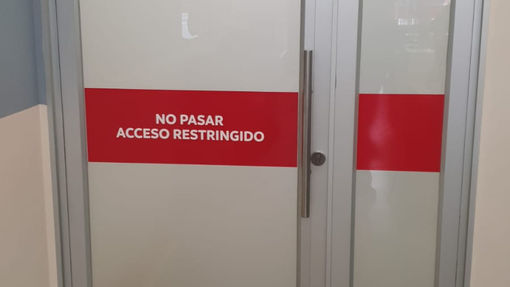 NO PASAR
ACCESO RESTRINGIDO